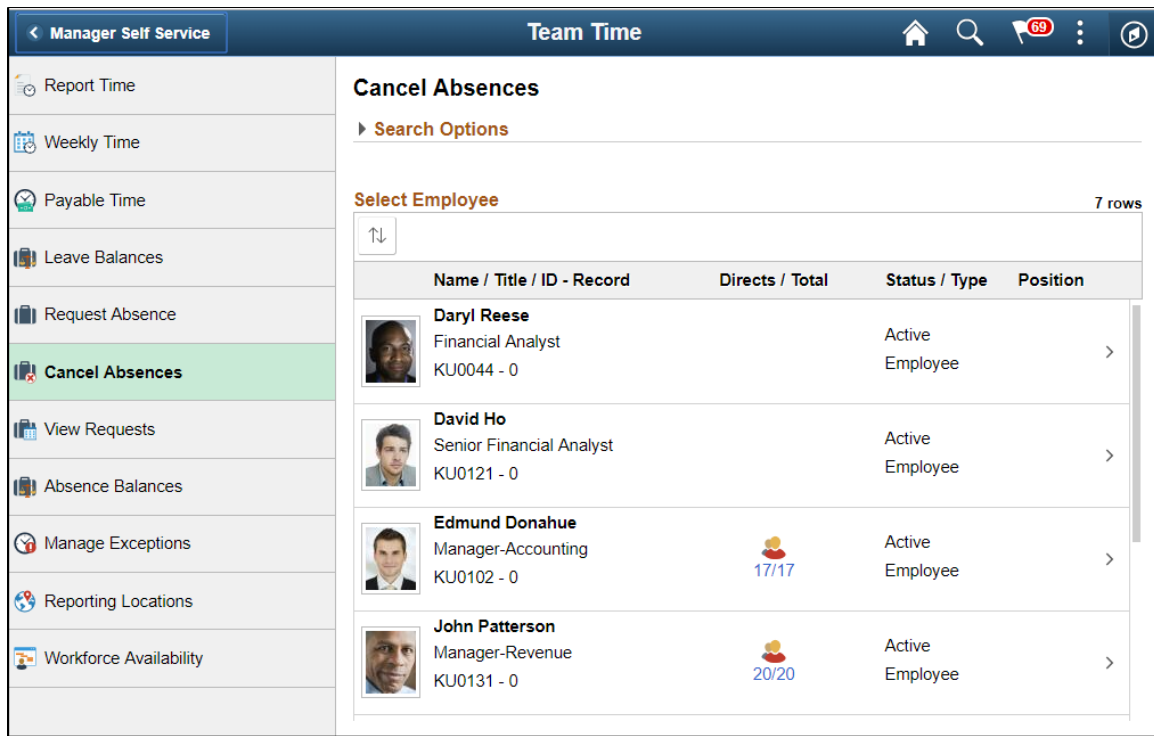 Manager Self Service
Team Time
69
Report Time
Weekly Time
Payable Time
Leave Balances
Request Absence
Cancel Absences
View Requests
Absence Balances
Manage Exceptions
Reporting Locations
Workforce Availability
Cancel Absences
Search Options
Select Employee
7 rows
Name / Title / ID - Record Directs / Total Status / Type Position
Daryl Reese
Financial Analyst
KU0044 - 0
Active
Employee
David Ho
Senior Financial Analyst
KU0121 - 0
Active
Employee
Edmund Donahue
Manager-Accounting
KU0102 - 0
17/17
Active
Employee
John Patterson
Manager-Revenue
KU0131 - 0
20/20
Active
Employee